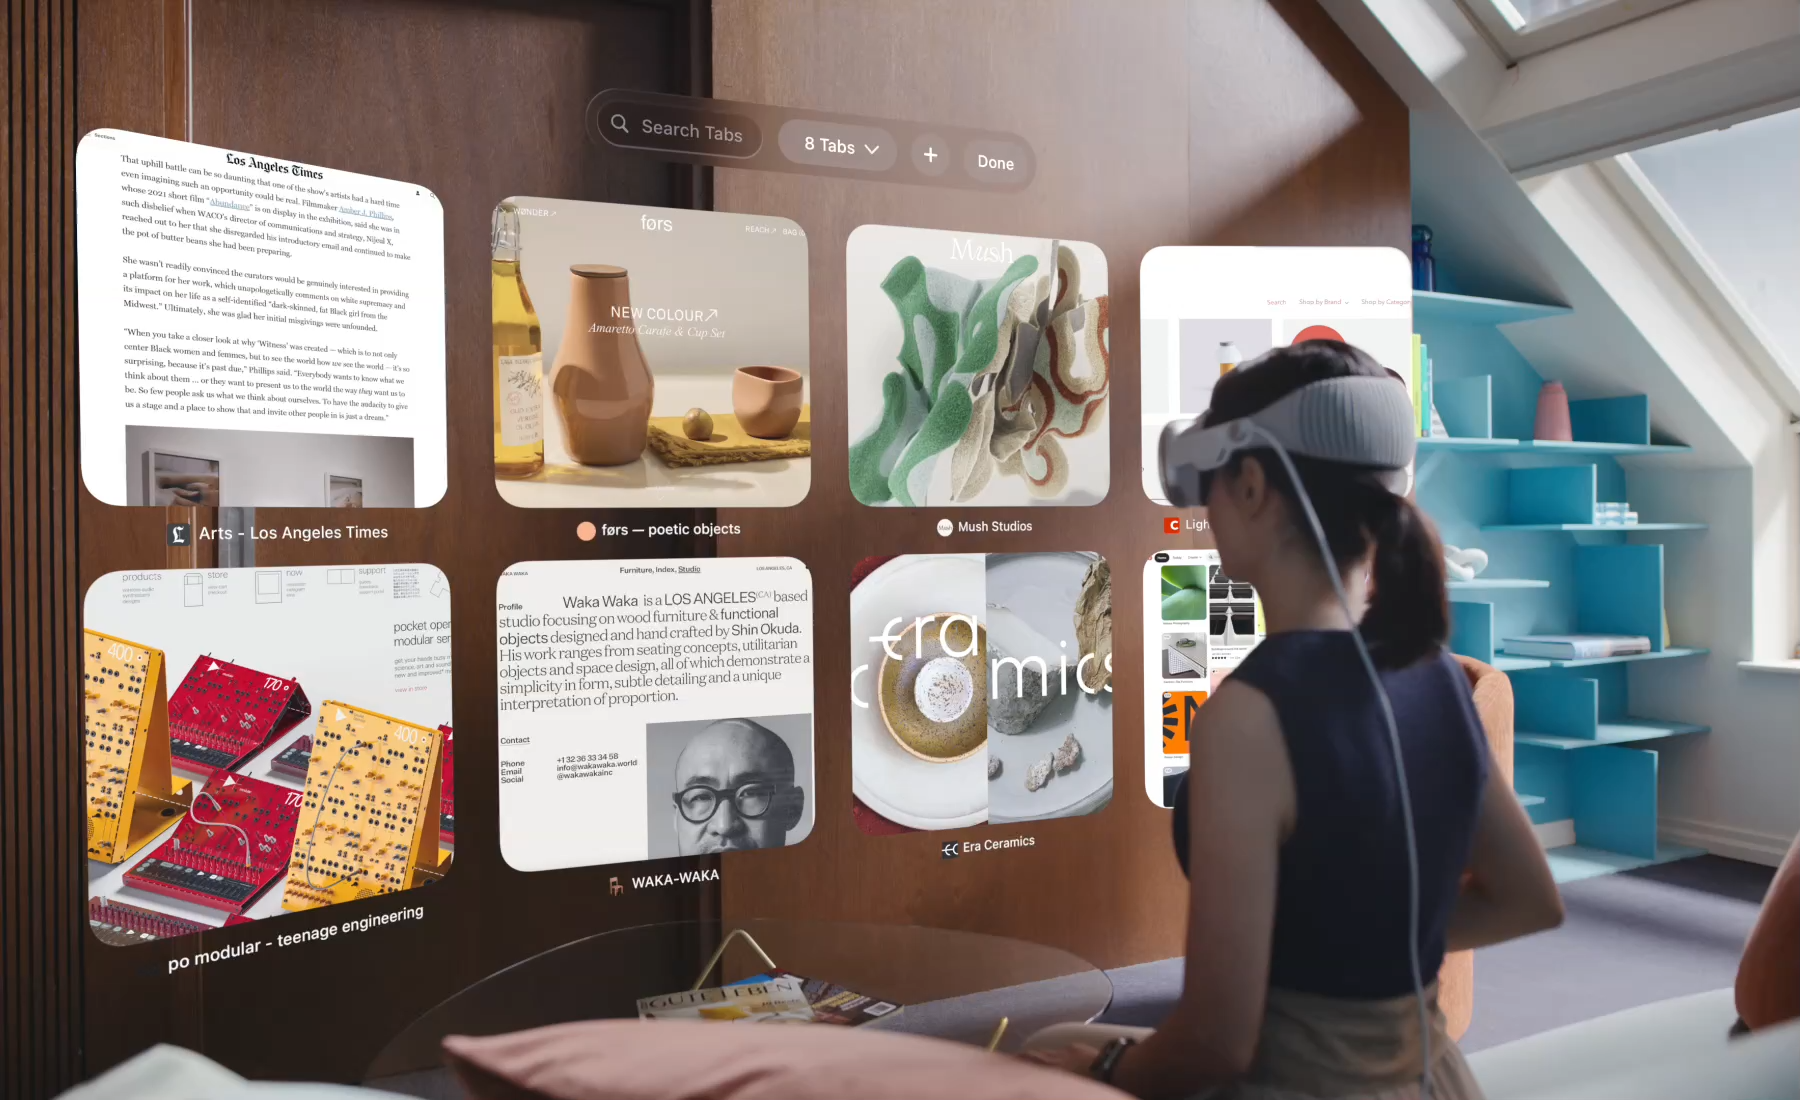 Search Tabs
8 Tabs
+
Done
Sections
Los Angeles Times
That uphill battle can be so daunting that one of the show's artists had a hard time
even imagining such an opportunity could be real. Filmmaker Amber J. Phillips,
whose 2021 short film "Abundance" is on display in the exhibition, said she was in
such disbelief when WACO's director of communications and strategy, Nijeul X,
reached out to her that she disregarded his introductory email and continued to make
the pot of butter beans she had been preparing.
She wasn't readily convinced the curators would be genuinely interested in providing
a platform for her work, which unapologetically comments on white supremacy and
its impact on her life as a self-identified "dark-skinned, fat Black girl from the
Midwest." Ultimately, she was glad her initial misgivings were unfounded.
"When you take a closer look at why 'Witness' was created — which is to not only
center Black women and femmes, but to see the world how we see the world — it's so
surprising, because it's past due," Phillips said. "Everybody wants to know what we
think about them ... or they want to present us to the world the way they want us to
be. So few people ask us what we think about ourselves. To have the audacity to give
us a stage and a place to show that and invite other people in is just a dream."
Arts - Los Angeles Times
WØNDER↗
førs
REACH↗ BAG
NEW COLOUR↗
Amaretto Carafe & Cup Set
førs — poetic objects
Mush
Mush Studios
Search
Shop by Brand
Shop by Categor
C Ligh
products
store
now
support
pocket oper
modular ser
400
170
400
170
po modular - teenage engineering
WAKA WAKA
Furniture, Index, Studio
LOS ANGELES, CA
Profile
Waka Waka is a LOS ANGELES(CA) based
studio focusing on wood furniture & functional
objects designed and hand crafted by Shin Okuda.
His work ranges from seating concepts, utilitarian
objects and space design, all of which demonstrate a
simplicity in form, subtle detailing and a unique
interpretation of proportion.
Contact
Phone +1 32 36 33 34 58
Email info@wakawaka.world
Social @wakawakainc
WAKA-WAKA
era
ceramics
Era Ceramics
GUTE LEBEN